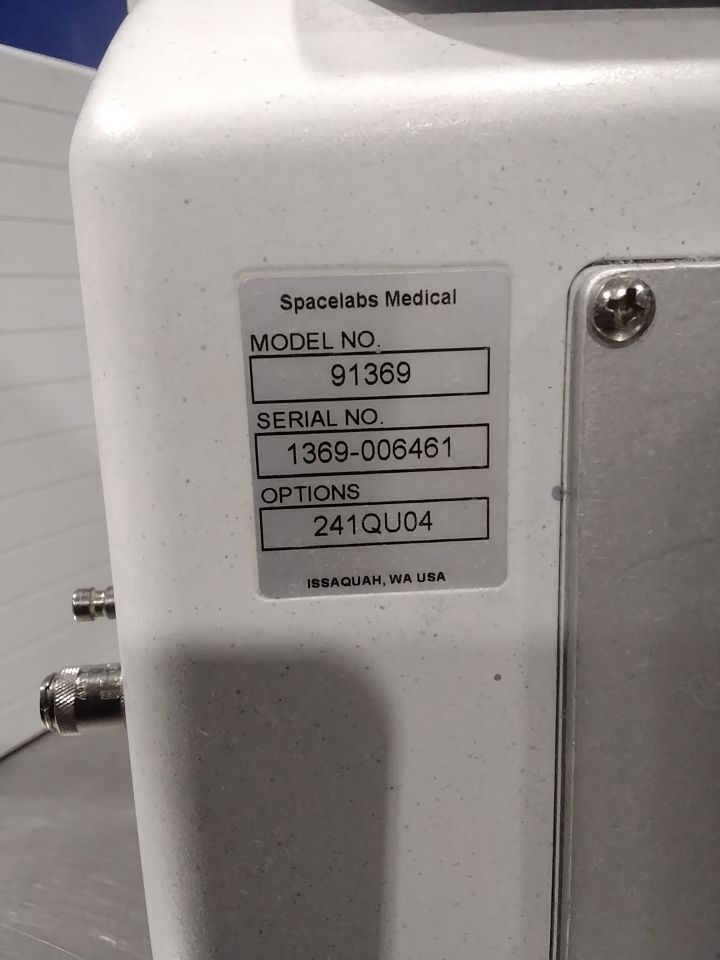 Spacelabs Medical
MODEL NO.
91369
SERIAL NO.
1369-006461
OPTIONS
241QU04
ISSAQUAH, WA USA